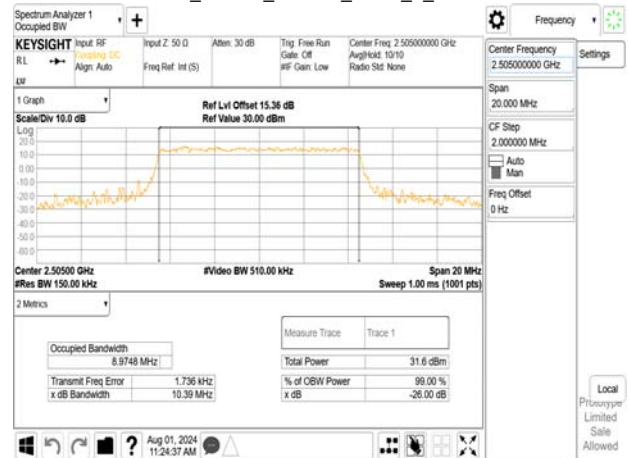 Spectrum Analyzer 1
Occupied BW
Frequency
KEYSIGHT
Input: RF
Coupling: DC
Align: Auto
Input Z: 50 Ω
Freq Ref: Int (S)
Atten: 30 dB
Trig: Free Run
Gate: Off
#IF Gain: Low
Center Freq: 2.505000000 GHz
Avg|Hold: 10/10
Radio Std: None
RL
Center Frequency
2.505000000 GHz
Settings
Span
20.000 MHz
CF Step
2.000000 MHz
Auto
Man
Freq Offset
0 Hz
1 Graph
Scale/Div 10.0 dB
Ref Lvl Offset 15.36 dB
Ref Value 30.00 dBm
Log
20.0
10.0
0.00
-10.0
-20.0
-30.0
-40.0
-50.0
-60.0
Center 2.50500 GHz
#Res BW 150.00 kHz
#Video BW 510.00 kHz
Span 20 MHz
Sweep 1.00 ms (1001 pts)
2 Metrics
Measure Trace
Trace 1
Occupied Bandwidth
8.9748 MHz
Total Power
31.6 dBm
Transmit Freq Error
1.736 kHz
% of OBW Power
99.00 %
x dB Bandwidth
10.39 MHz
x dB
-26.00 dB
Local
Prototype
Limited
Sale
Allowed
?
Aug 01, 2024
11:24:37 AM